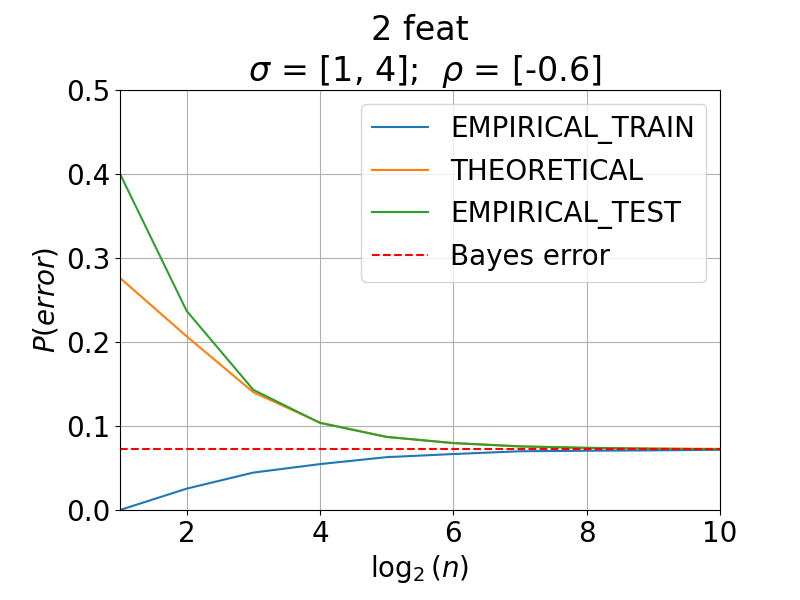 2 feat
σ = [1, 4];  ρ = [-0.6]
EMPIRICAL_TRAIN
THEORETICAL
EMPIRICAL_TEST
Bayes error
P(error)
0.5
0.4
0.3
0.2
0.1
0.0
2
4
6
8
10
log₂(n)